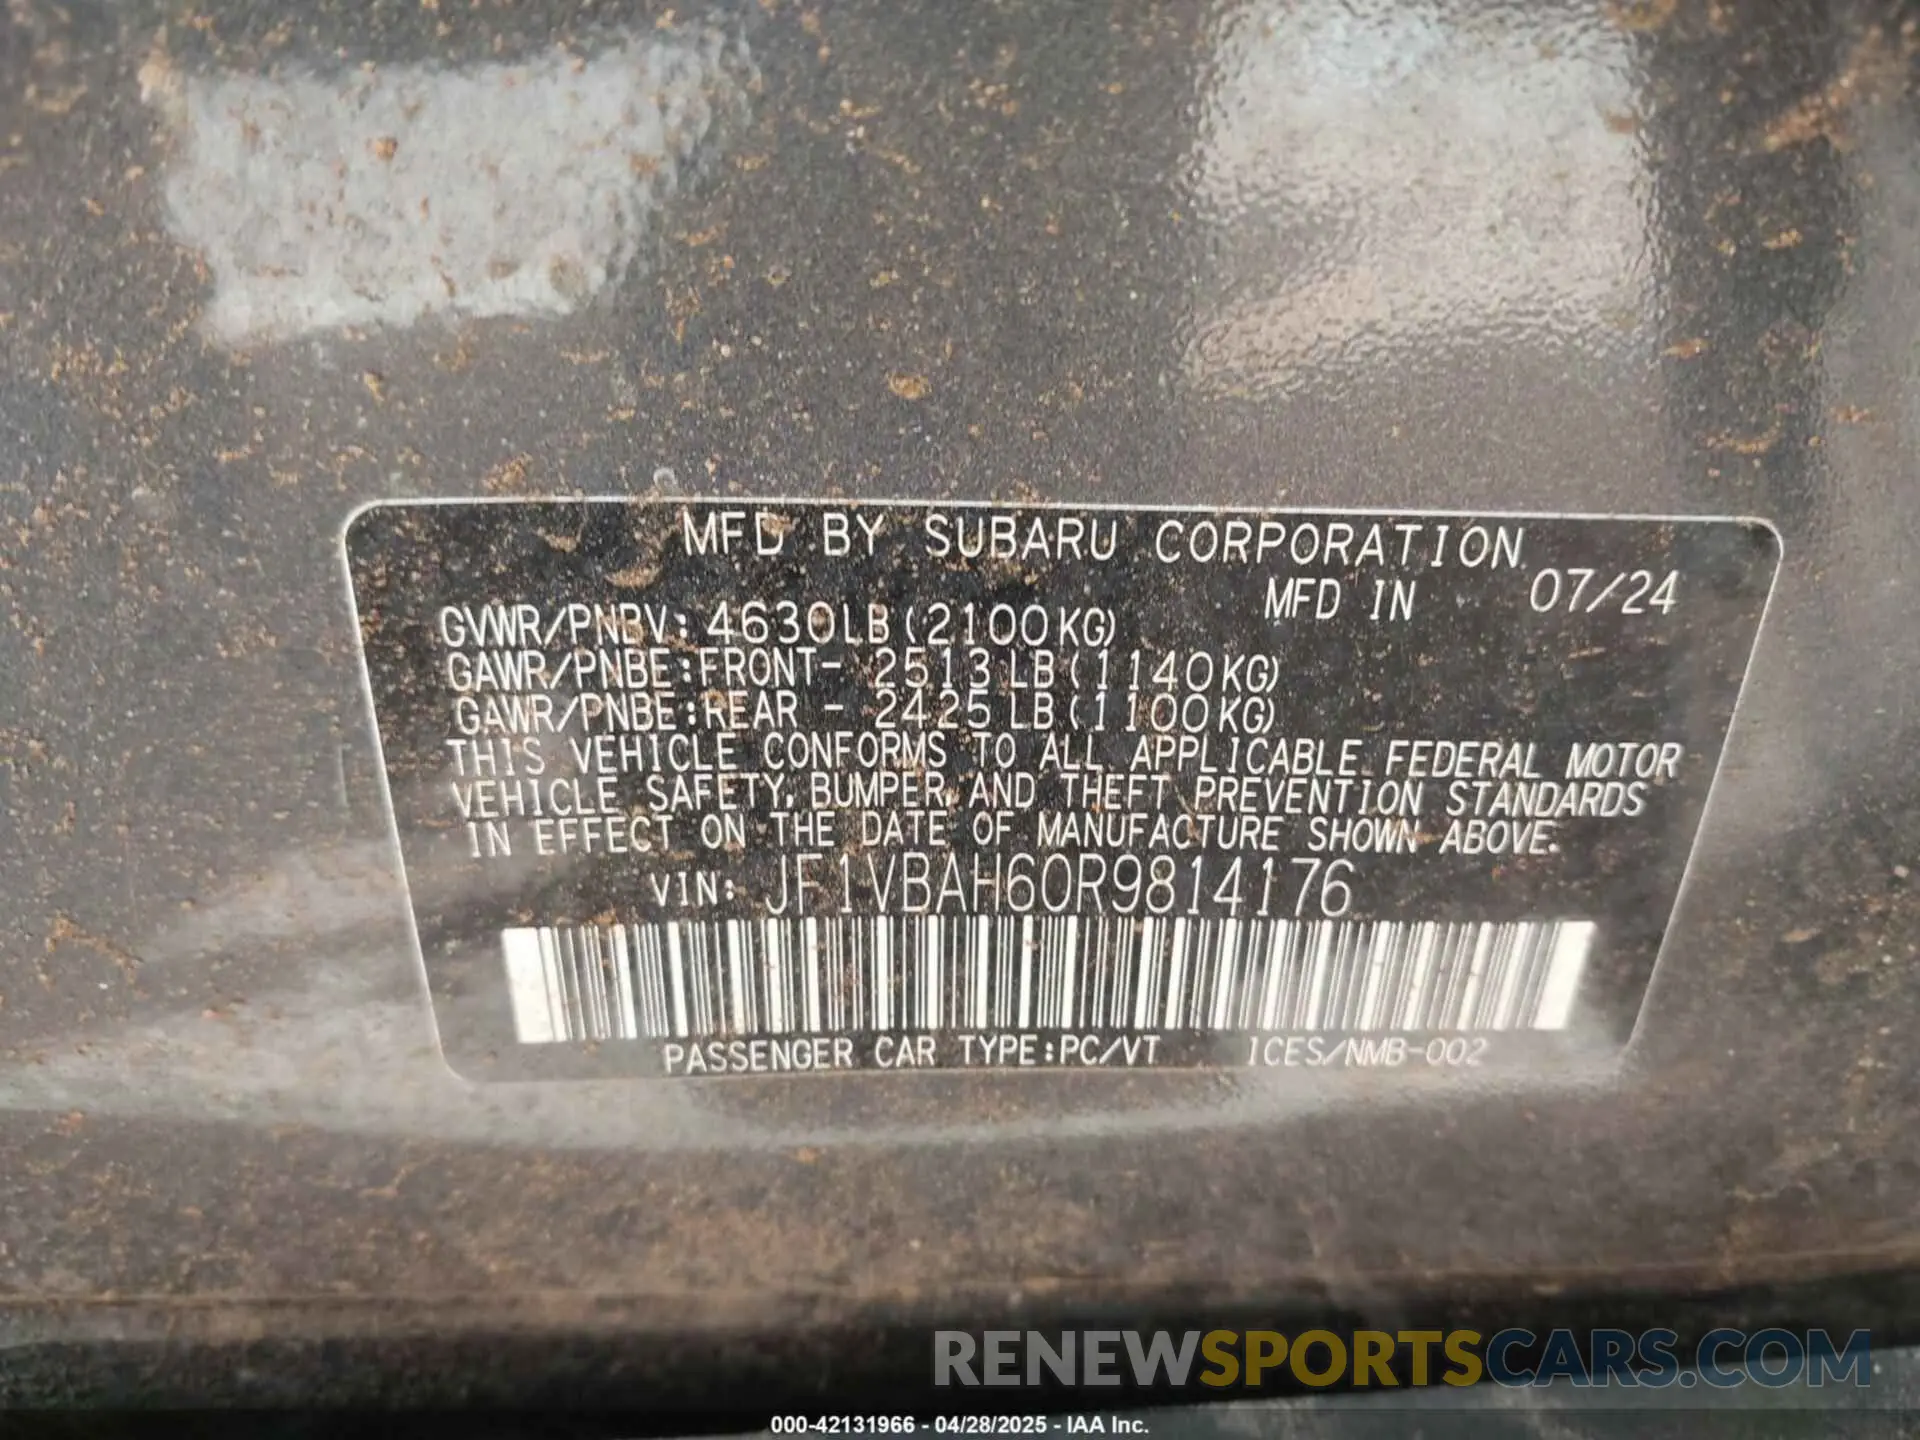 MFD BY SUBARU CORPORATION
MFD IN 07/24
GVWR/PNBV: 4630LB(2100KG)
GAWR/PNBE:FRONT- 2513LB(1140KG)
GAWR/PNBE:REAR - 2425LB(1100KG)
THIS VEHICLE CONFORMS TO ALL APPLICABLE FEDERAL MOTOR
VEHICLE SAFETY, BUMPER, AND THEFT PREVENTION STANDARDS
IN EFFECT ON THE DATE OF MANUFACTURE SHOWN ABOVE.
VIN: JF1VBAH60R9814176
PASSENGER CAR TYPE:PC/VT ICES/NMB-002
RENEWSPORTSCARS.COM
000-42131966 - 04/28/2025 - IAA Inc.